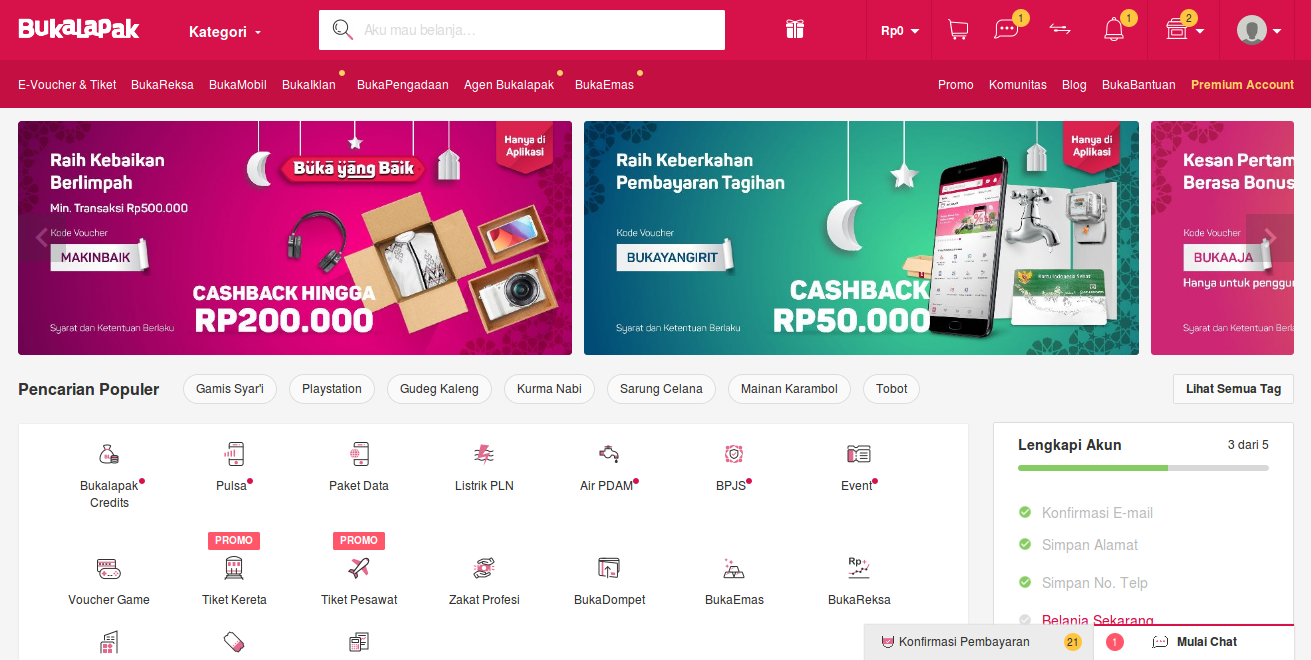 BUKALAPAK
Kategori
Aku mau belanja...
Rp0
1
1
2
E-Voucher & Tiket
BukaReksa
BukaMobil
BukaIklan
BukaPengadaan
Agen Bukalapak
BukaEmas
Promo
Komunitas
Blog
BukaBantuan
Premium Account
Raih Kebaikan
Berlimpah
Min. Transaksi Rp500.000
Kode Voucher
MAKINBAIK
Syarat dan Ketentuan Berlaku
Buka yang Baik
Hanya di
Aplikasi
CASHBACK HINGGA
RP200.000
Raih Keberkahan
Pembayaran Tagihan
Kode Voucher
BUKAYANGIRIT
Syarat dan Ketentuan Berlaku
Hanya di
Aplikasi
CASHBACK
RP50.000
Kartu Indonesia Sehat
Kesan Pertam
Berasa Bonus
Kode Voucher
BUKAAJA
Hanya untuk penggu
Syarat dan Ketentuan Ber
Pencarian Populer
Gamis Syar'i
Playstation
Gudeg Kaleng
Kurma Nabi
Sarung Celana
Mainan Karambol
Tobot
Lihat Semua Tag
Bukalapak
Credits
Pulsa
Paket Data
Listrik PLN
Air PDAM
BPJS
Event
PROMO
PROMO
Voucher Game
Tiket Kereta
Tiket Pesawat
Zakat Profesi
BukaDompet
BukaEmas
Rp
BukaReksa
Lengkapi Akun
3 dari 5
Konfirmasi E-mail
Simpan Alamat
Simpan No. Telp
Belanja Sekarang
Konfirmasi Pembayaran
21
1
Mulai Chat